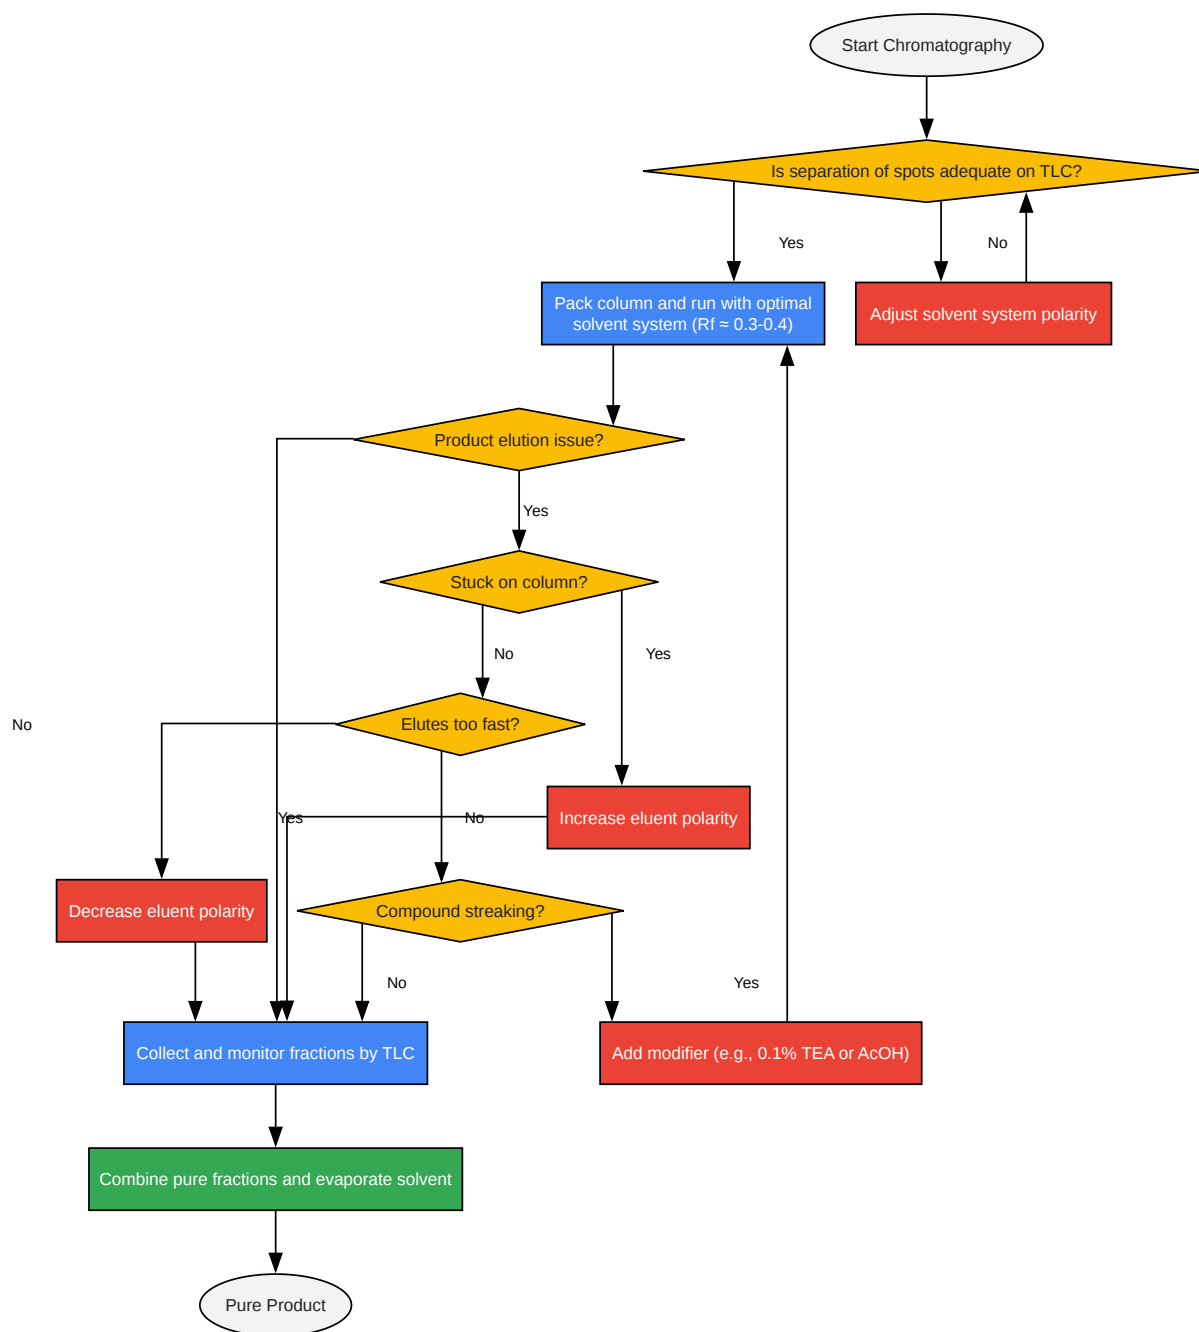 Start Chromatography
Is separation of spots adequate on TLC?
Yes
No
Pack column and run with optimal
solvent system (Rf ≈ 0.3-0.4)
Adjust solvent system polarity
Product elution issue?
Yes
Stuck on column?
No
Yes
No
Elutes too fast?
Yes
No
Increase eluent polarity
Decrease eluent polarity
Compound streaking?
No
Yes
Collect and monitor fractions by TLC
Add modifier (e.g., 0.1% TEA or AcOH)
Combine pure fractions and evaporate solvent
Pure Product